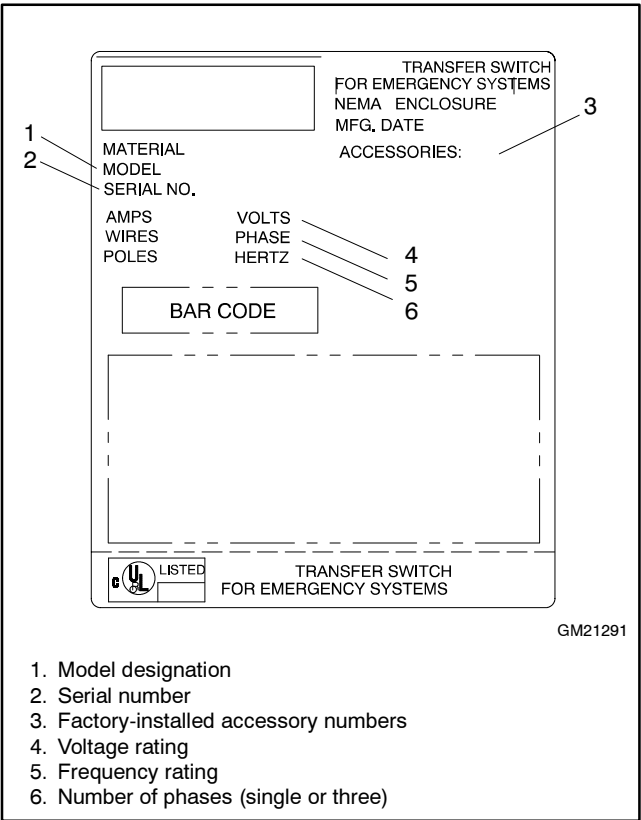 TRANSFER SWITCH
FOR EMERGENCY SYSTEMS
NEMA ENCLOSURE
MFG. DATE
ACCESSORIES:
3
1
2
MATERIAL
MODEL
SERIAL NO.
AMPS VOLTS
WIRES PHASE
POLES HERTZ
4
5
6
BAR CODE
c UL LISTED
TRANSFER SWITCH
FOR EMERGENCY SYSTEMS
GM21291
1. Model designation
2. Serial number
3. Factory-installed accessory numbers
4. Voltage rating
5. Frequency rating
6. Number of phases (single or three)